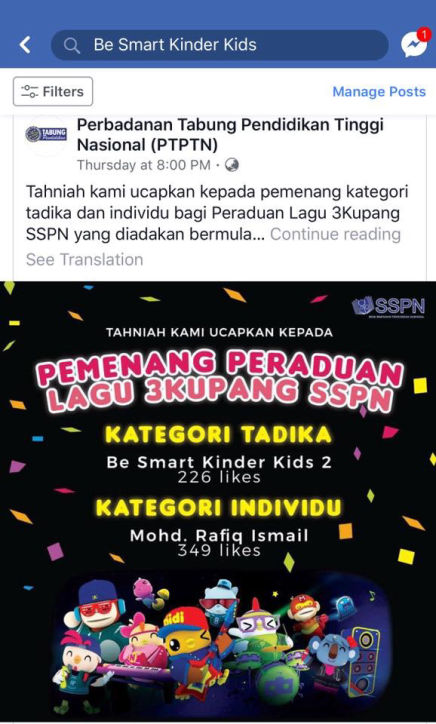 Be Smart Kinder Kids
1
Filters
Manage Posts
TABUNG
Pendidikan
Perbadanan Tabung Pendidikan Tinggi
Nasional (PTPTN)
Thursday at 8:00 PM ·
Tahniah kami ucapkan kepada pemenang kategori
tadika dan individu bagi Peraduan Lagu 3Kupang
SSPN yang diadakan bermula... Continue reading
See Translation
SSPN
TAHNIAH KAMI UCAPKAN KEPADA
PEMENANG PERADUAN
LAGU 3KUPANG SSPN
KATEGORI TADIKA
Be Smart Kinder Kids 2
226 likes
KATEGORI INDIVIDU
Mohd. Rafiq Ismail
349 likes
didi